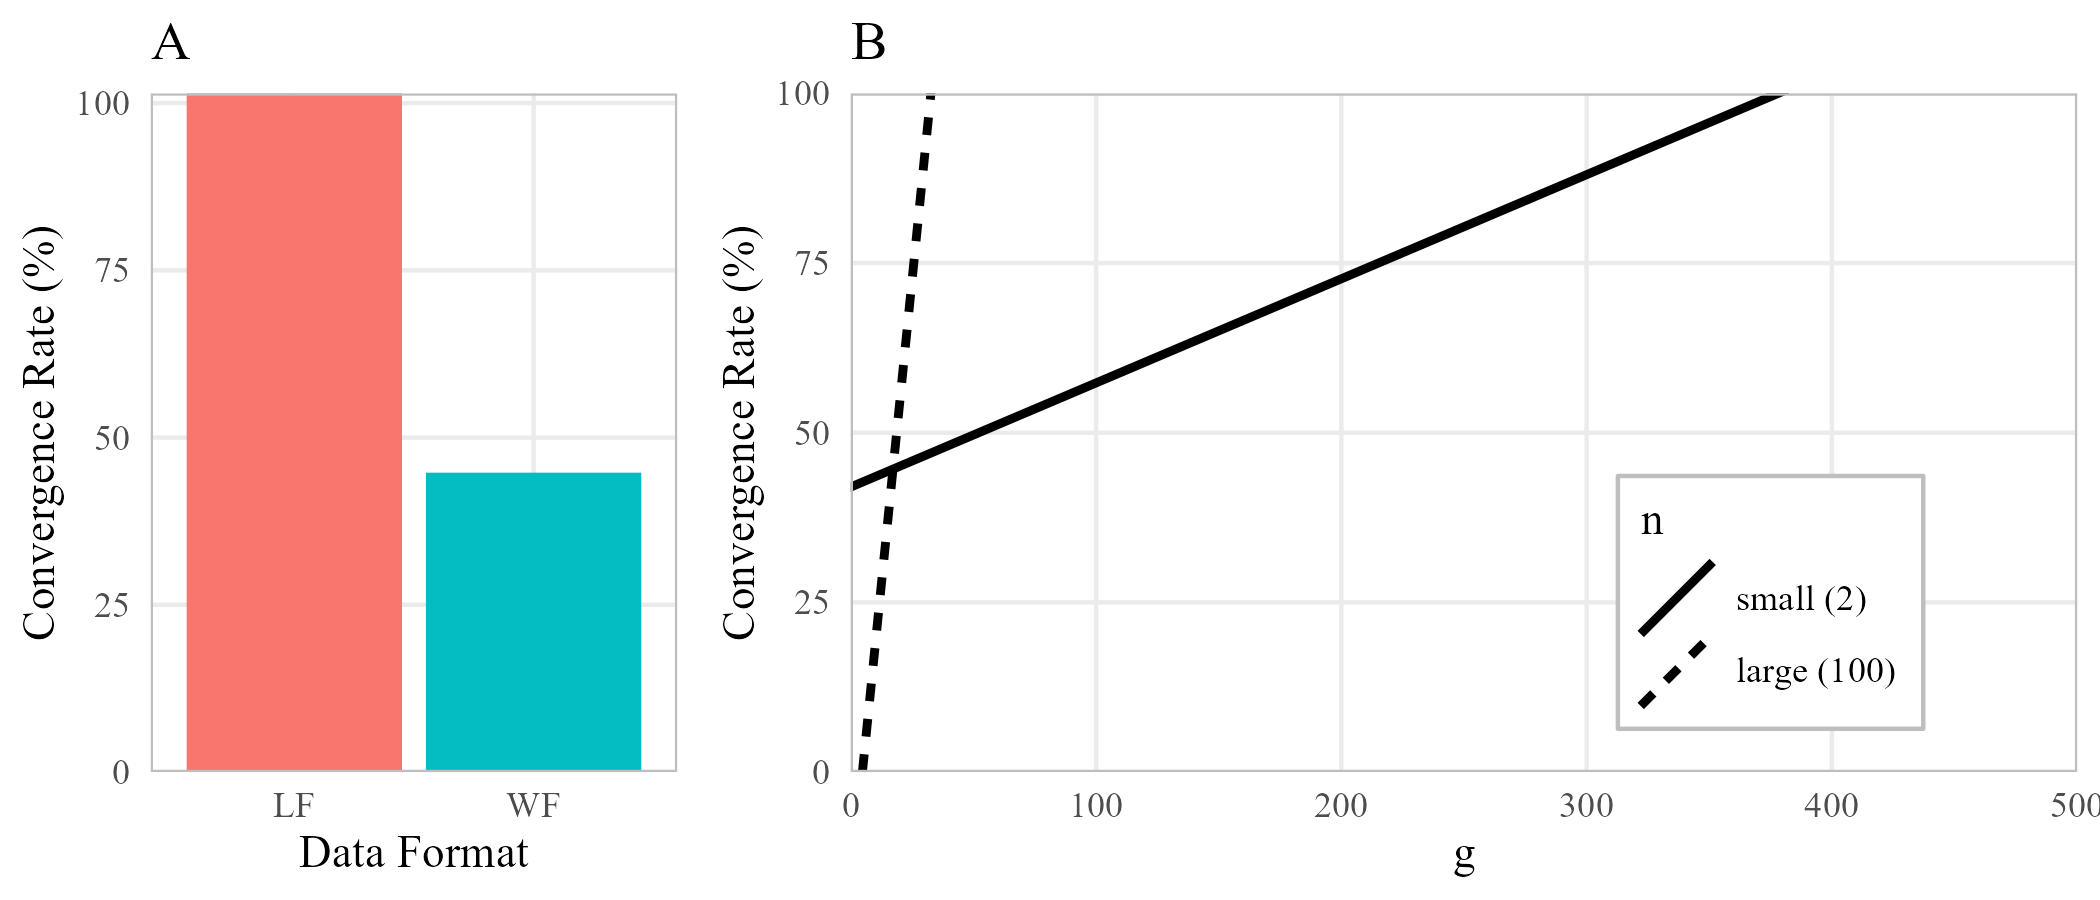 A
Convergence Rate (%)
100
75
50
25
0
LF WF
Data Format
B
Convergence Rate (%)
100
75
50
25
0
0 100 200 300 400 500
g
n
small (2)
large (100)